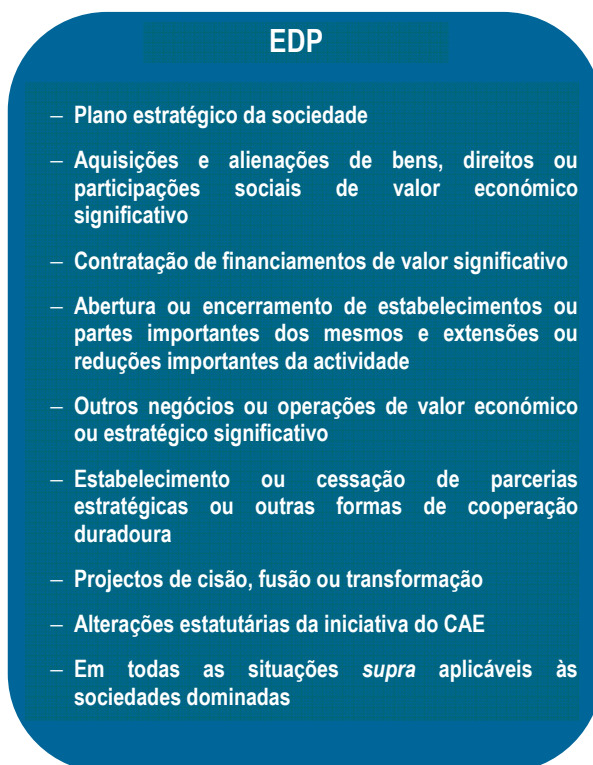 EDP
– Plano estratégico da sociedade
– Aquisições e alienações de bens, direitos ou
participações sociais de valor económico
significativo
– Contratação de financiamentos de valor significativo
– Abertura ou encerramento de estabelecimentos ou
partes importantes dos mesmos e extensões ou
reduções importantes da actividade
– Outros negócios ou operações de valor económico
ou estratégico significativo
– Estabelecimento ou cessação de parcerias
estratégicas ou outras formas de cooperação
duradoura
– Projectos de cisão, fusão ou transformação
– Alterações estatutárias da iniciativa do CAE
– Em todas as situações supra aplicáveis às
sociedades dominadas